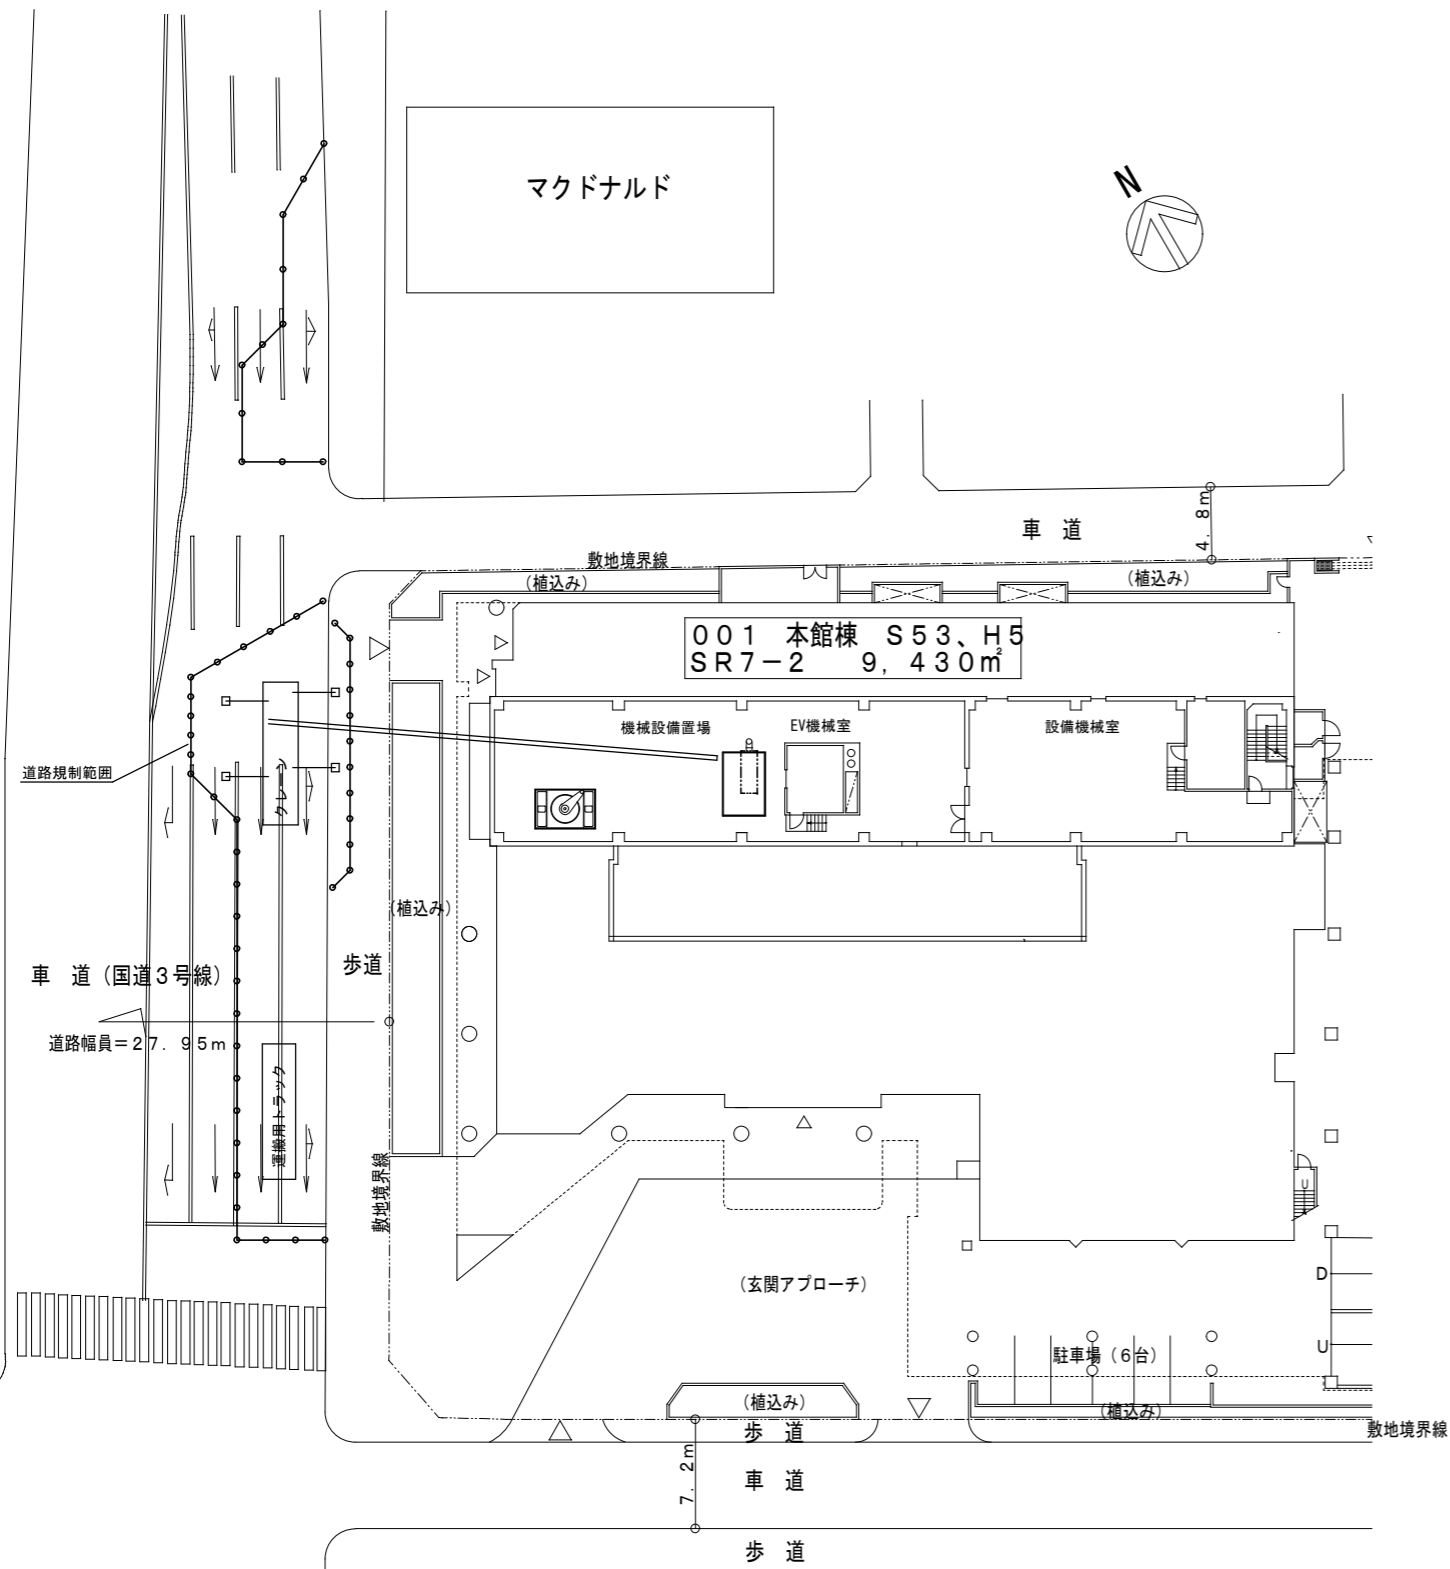 マクドナルド
N
車 道
4.8m
敷地境界線
(植込み)
(植込み)
001 本館棟 S53、H5
SR7-2 9,430㎡
機械設備置場
EV機械室
設備機械室
道路規制範囲
クレーン
(植込み)
歩道
車 道(国道3号線)
道路幅員=27.95m
運搬用トラック
敷地境界線
U
(玄関アプローチ)
D
U
駐車場(6台)
(植込み)
(植込み)
敷地境界線
歩 道
7.2m
車 道
歩 道